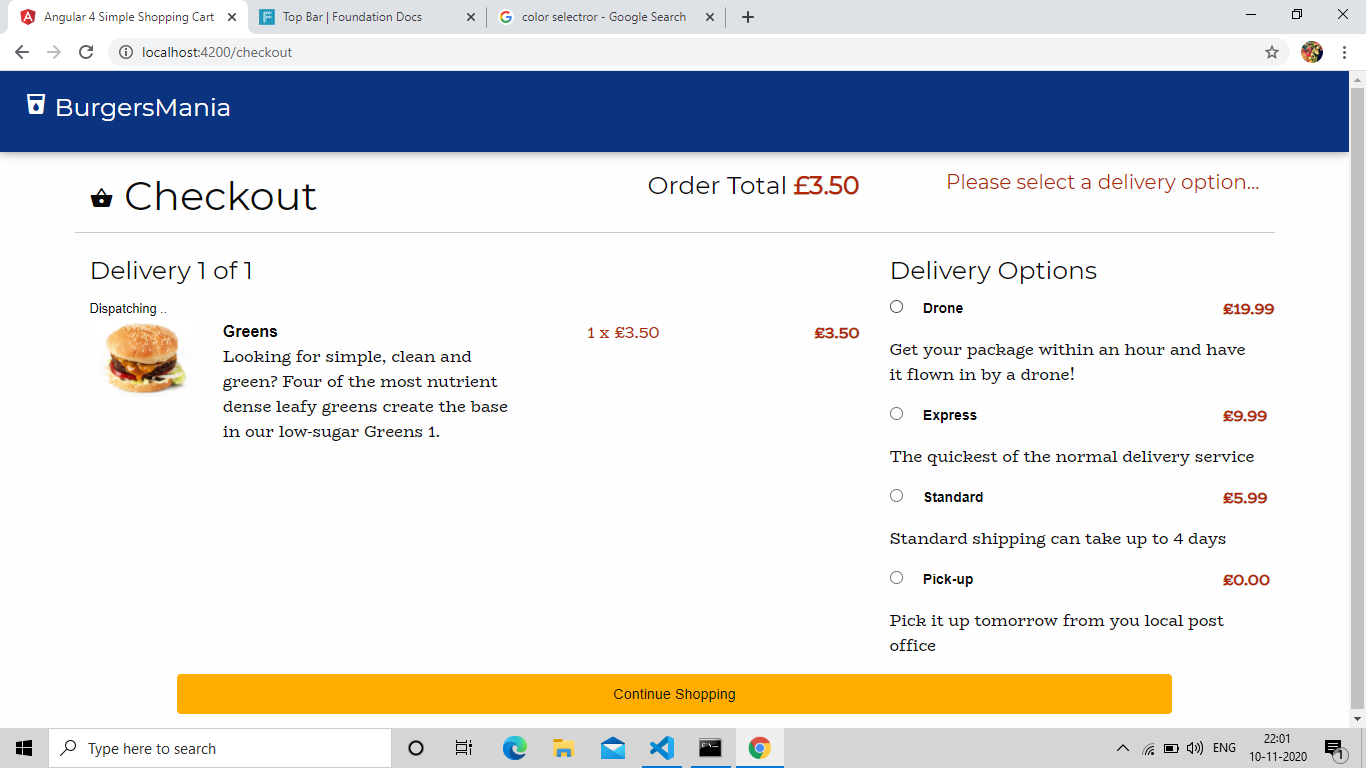 Angular 4 Simple Shopping Cart
Top Bar | Foundation Docs
color selectror - Google Search
localhost:4200/checkout
BurgersMania
Checkout
Order Total £3.50
Please select a delivery option...
Delivery 1 of 1
Dispatching ..
Greens
Looking for simple, clean and
green? Four of the most nutrient
dense leafy greens create the base
in our low-sugar Greens 1.
1 x £3.50
£3.50
Delivery Options
Drone £19.99
Get your package within an hour and have
it flown in by a drone!
Express £9.99
The quickest of the normal delivery service
Standard £5.99
Standard shipping can take up to 4 days
Pick-up £0.00
Pick it up tomorrow from you local post
office
Continue Shopping
Type here to search
ENG
22:01
10-11-2020
1